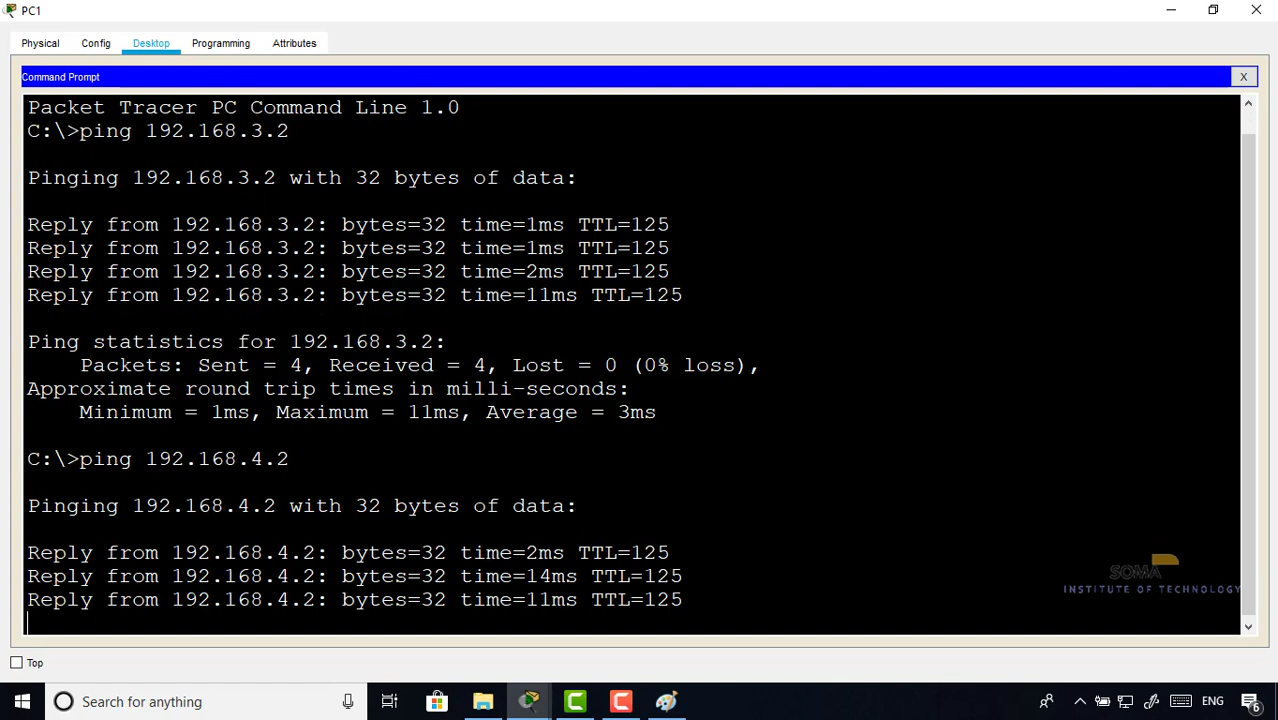 PC1
Physical Config Desktop Programming Attributes
Command Prompt X
Packet Tracer PC Command Line 1.0
C:\>ping 192.168.3.2
Pinging 192.168.3.2 with 32 bytes of data:
Reply from 192.168.3.2: bytes=32 time=1ms TTL=125
Reply from 192.168.3.2: bytes=32 time=1ms TTL=125
Reply from 192.168.3.2: bytes=32 time=2ms TTL=125
Reply from 192.168.3.2: bytes=32 time=11ms TTL=125
Ping statistics for 192.168.3.2:
Packets: Sent = 4, Received = 4, Lost = 0 (0% loss),
Approximate round trip times in milli-seconds:
Minimum = 1ms, Maximum = 11ms, Average = 3ms
C:\>ping 192.168.4.2
Pinging 192.168.4.2 with 32 bytes of data:
Reply from 192.168.4.2: bytes=32 time=2ms TTL=125
Reply from 192.168.4.2: bytes=32 time=14ms TTL=125
Reply from 192.168.4.2: bytes=32 time=11ms TTL=125
SOMA
INSTITUTE OF TECHNOLOGY
Top
Search for anything
ENG
6